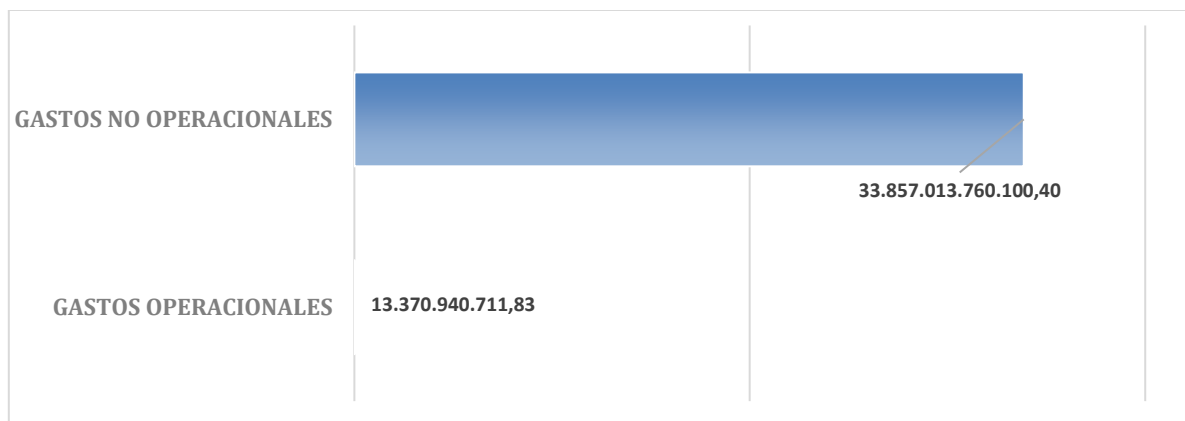 GASTOS NO OPERACIONALES
33.857.013.760.100,40
GASTOS OPERACIONALES
13.370.940.711,83